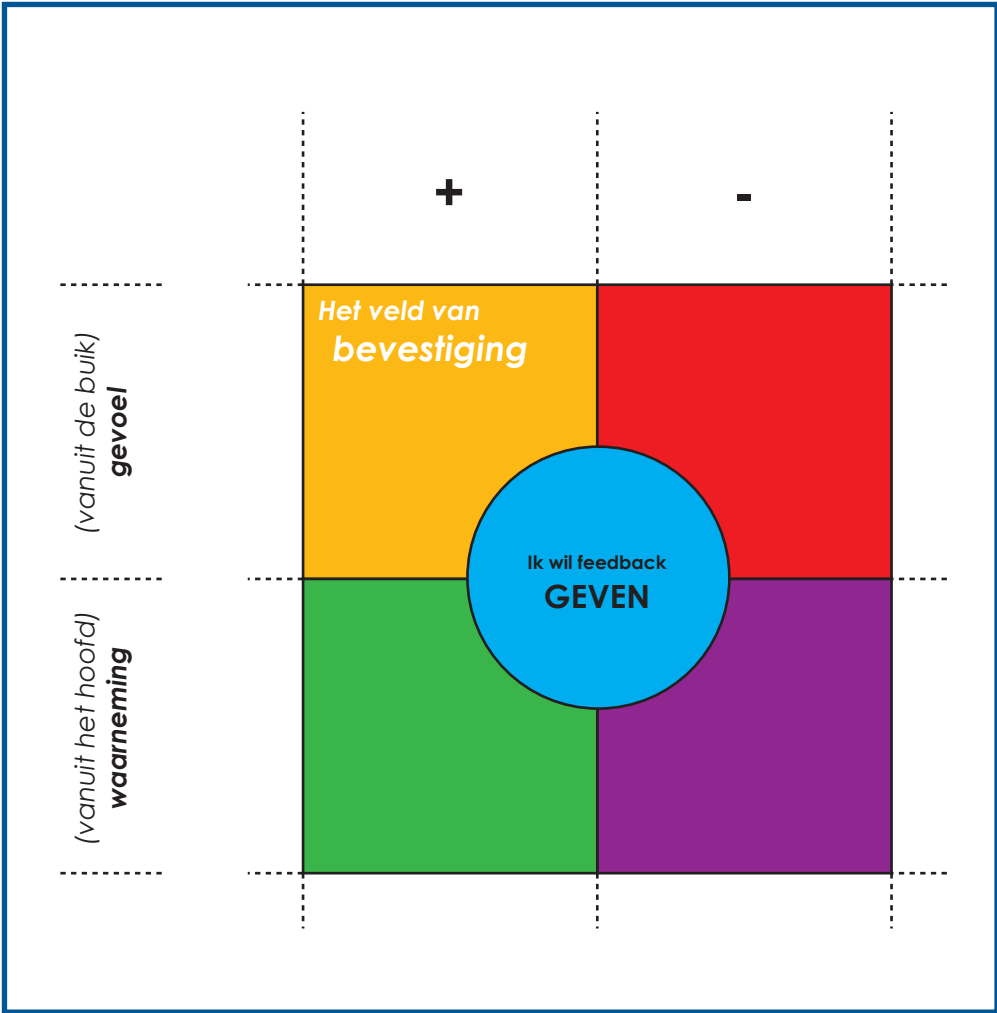 +
-
Het veld van
bevestiging
(vanuit de buik)
gevoel
Ik wil feedback
GEVEN
(vanuit het hoofd)
waarneming